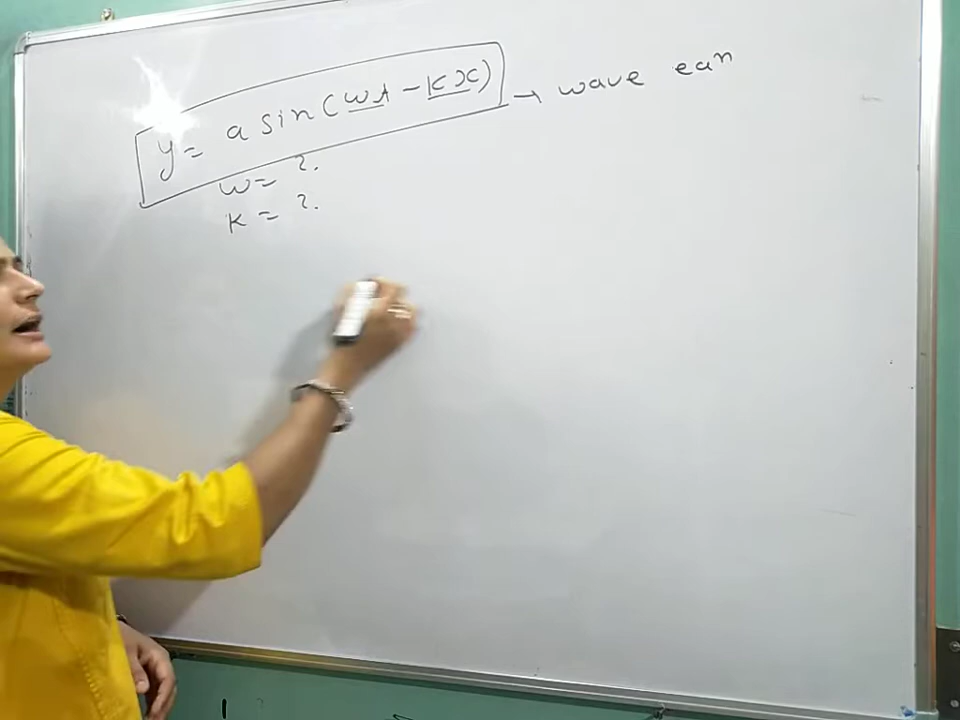 y = a sin(ωt - kx) → wave eqn
ω = ?
k = ?